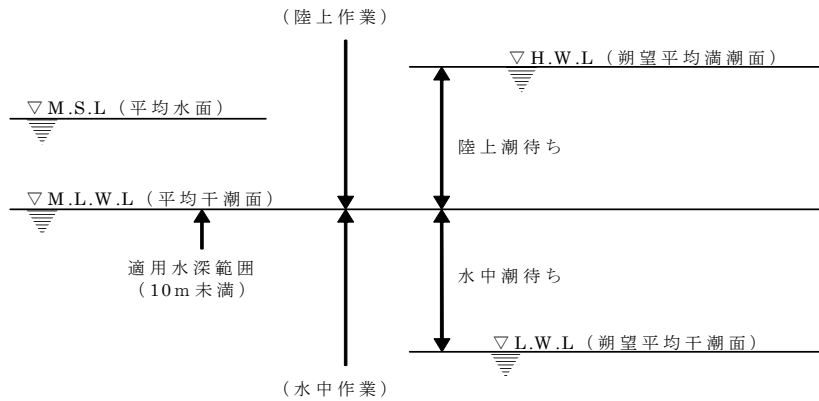 (陸上作業)
▽H.W.L (朔望平均満潮面)
▽M.S.L (平均水面)
陸上潮待ち
▽M.L.W.L (平均干潮面)
適用水深範囲
(10m未満)
水中潮待ち
▽L.W.L (朔望平均干潮面)
(水中作業)